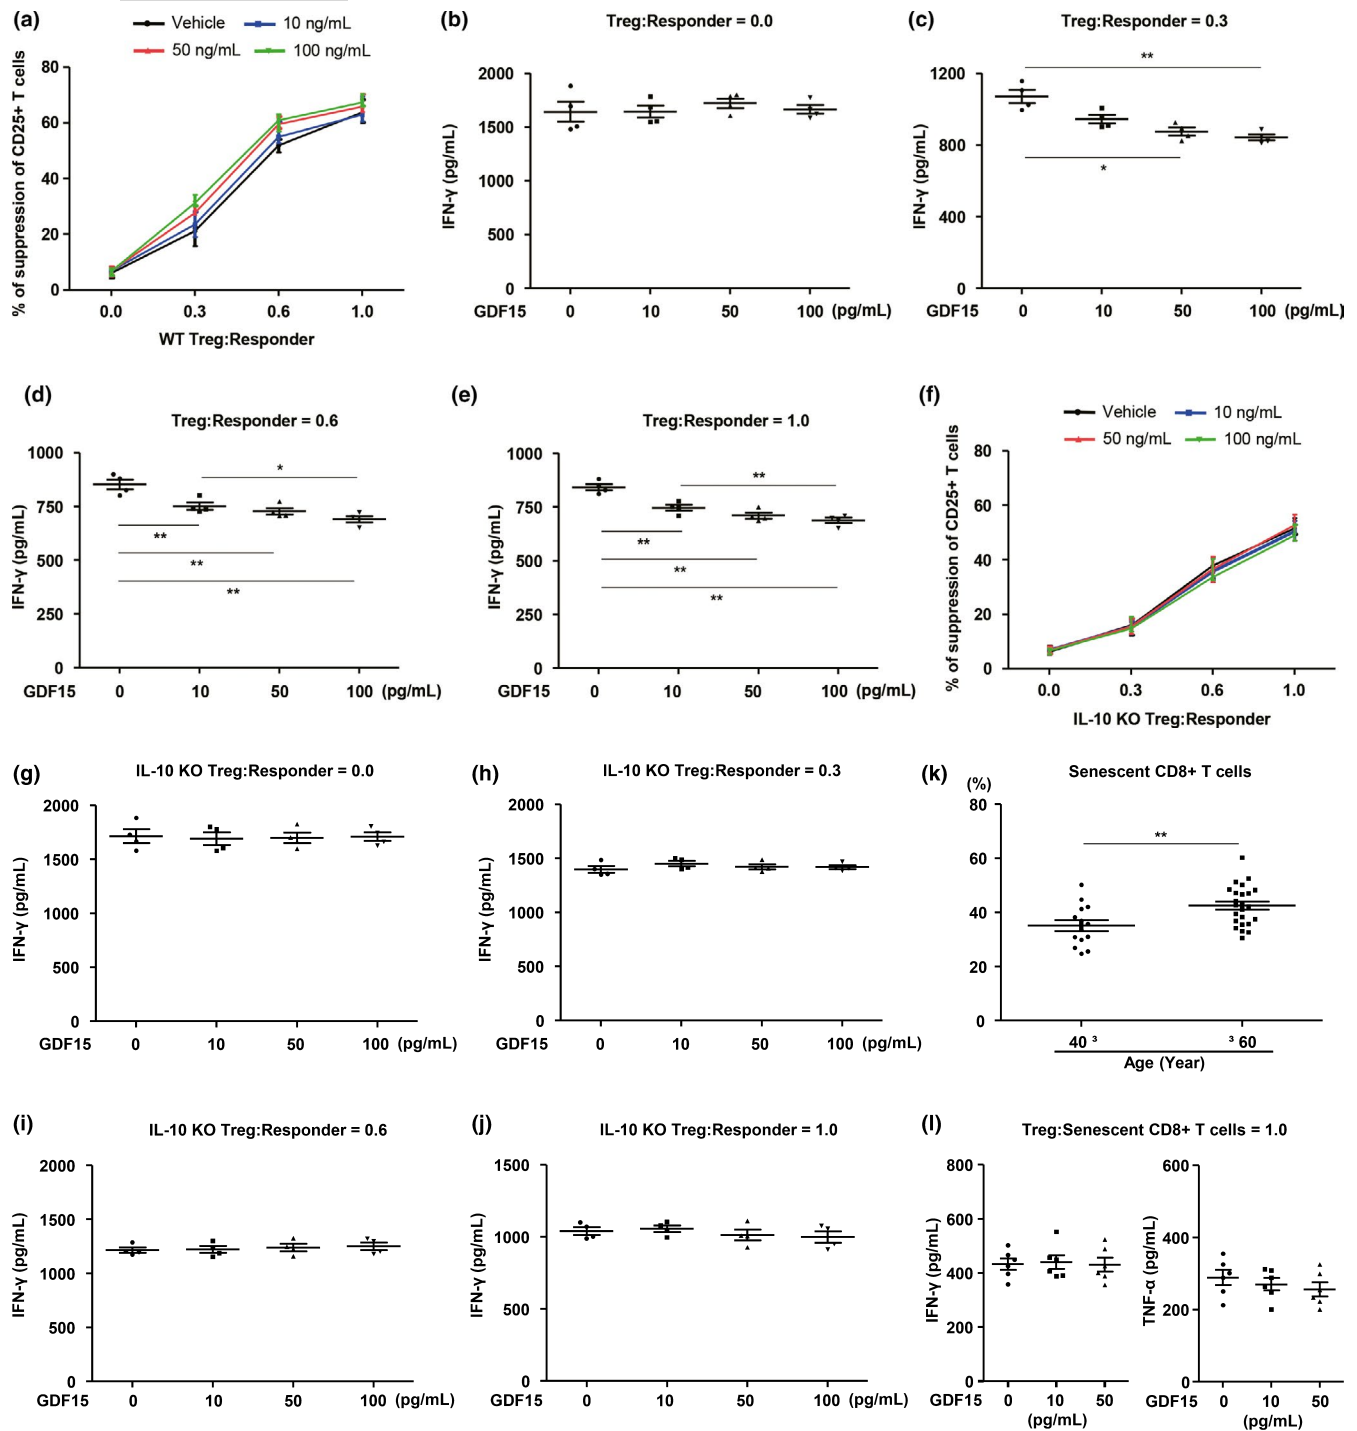 (a)
Vehicle 10 ng/mL
50 ng/mL 100 ng/mL
% of suppression of CD25+ T cells
80
60
40
20
0
0.0 0.3 0.6 1.0
WT Treg:Responder
(b)
Treg:Responder = 0.0
IFN-γ (pg/mL)
2000
1500
1000
500
0
GDF15 0 10 50 100 (pg/mL)
(c)
Treg:Responder = 0.3
IFN-γ (pg/mL)
1200
800
400
0
**
*
GDF15 0 10 50 100 (pg/mL)
(d)
Treg:Responder = 0.6
IFN-γ (pg/mL)
1000
750
500
250
0
*
**
**
**
GDF15 0 10 50 100 (pg/mL)
(e)
Treg:Responder = 1.0
IFN-γ (pg/mL)
1000
750
500
250
0
**
**
**
**
GDF15 0 10 50 100 (pg/mL)
(f)
Vehicle 10 ng/mL
50 ng/mL 100 ng/mL
% of suppression of CD25+ T cells
80
60
40
20
0
0.0 0.3 0.6 1.0
IL-10 KO Treg:Responder
(g)
IL-10 KO Treg:Responder = 0.0
IFN-γ (pg/mL)
2000
1500
1000
500
0
GDF15 0 10 50 100 (pg/mL)
(h)
IL-10 KO Treg:Responder = 0.3
IFN-γ (pg/mL)
2000
1500
1000
500
0
GDF15 0 10 50 100 (pg/mL)
(k)
Senescent CD8+ T cells
(%)
80
60
40
20
0
**
40 ³ ³ 60
Age (Year)
(i)
IL-10 KO Treg:Responder = 0.6
IFN-γ (pg/mL)
2000
1500
1000
500
0
GDF15 0 10 50 100 (pg/mL)
(j)
IL-10 KO Treg:Responder = 1.0
IFN-γ (pg/mL)
1500
1000
500
0
GDF15 0 10 50 100 (pg/mL)
(l)
Treg:Senescent CD8+ T cells = 1.0
IFN-γ (pg/mL)
800
600
400
200
0
GDF15 0 10 50
(pg/mL)
TNF-α (pg/mL)
600
400
200
0
GDF15 0 10 50
(pg/mL)